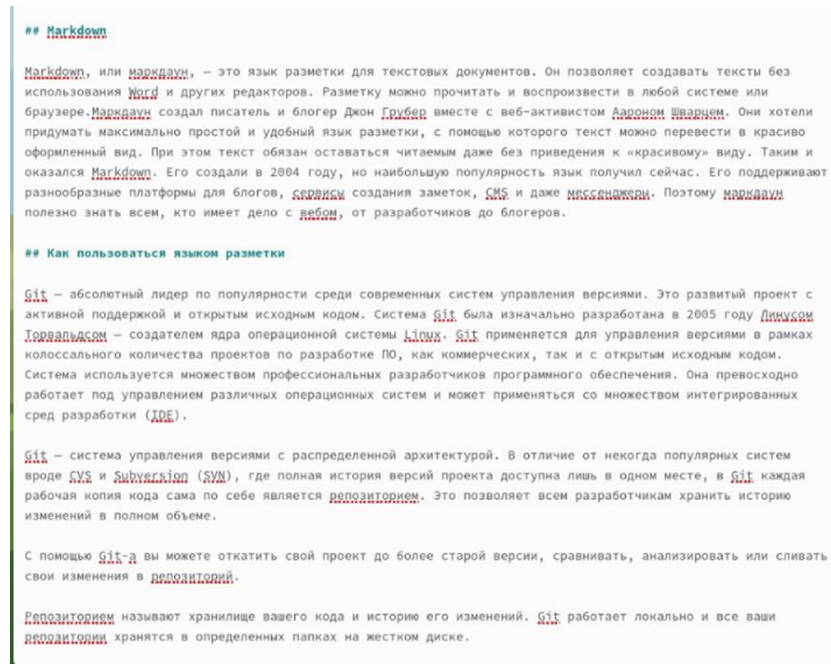 ## Markdown
Markdown, или маркдаун, — это язык разметки для текстовых документов. Он позволяет создавать тексты без
использования Word и других редакторов. Разметку можно прочитать и воспроизвести в любой системе или
браузере.Маркдаун создал писатель и блогер Джон Грубер вместе с веб-активистом Аароном Шварцем. Они хотели
придумать максимально простой и удобный язык разметки, с помощью которого текст можно перевести в красиво
оформленный вид. При этом текст обязан оставаться читаемым даже без приведения к «красивому» виду. Таким и
оказался Markdown. Его создали в 2004 году, но наибольшую популярность язык получил сейчас. Его поддерживают
разнообразные платформы для блогов, сервисы создания заметок, CMS и даже мессенджеры. Поэтому маркдаун
полезно знать всем, кто имеет дело с вебом, от разработчиков до блогеров.
## Как пользоваться языком разметки
Git — абсолютный лидер по популярности среди современных систем управления версиями. Это развитый проект с
активной поддержкой и открытым исходным кодом. Система Git была изначально разработана в 2005 году Линусом
Торвальдсом — создателем ядра операционной системы Linux. Git применяется для управления версиями в рамках
колоссального количества проектов по разработке ПО, как коммерческих, так и с открытым исходным кодом.
Система используется множеством профессиональных разработчиков программного обеспечения. Она превосходно
работает под управлением различных операционных систем и может применяться со множеством интегрированных
сред разработки (IDE).
Git — система управления версиями с распределенной архитектурой. В отличие от некогда популярных систем
вроде CVS и Subversion (SVN), где полная история версий проекта доступна лишь в одном месте, в Git каждая
рабочая копия кода сама по себе является репозиторием. Это позволяет всем разработчикам хранить историю
изменений в полном объеме.
С помощью Git-а вы можете откатить свой проект до более старой версии, сравнивать, анализировать или сливать
свои изменения в репозиторий.
Репозиторием называют хранилище вашего кода и историю его изменений. Git работает локально и все ваши
репозитории хранятся в определенных папках на жестком диске.